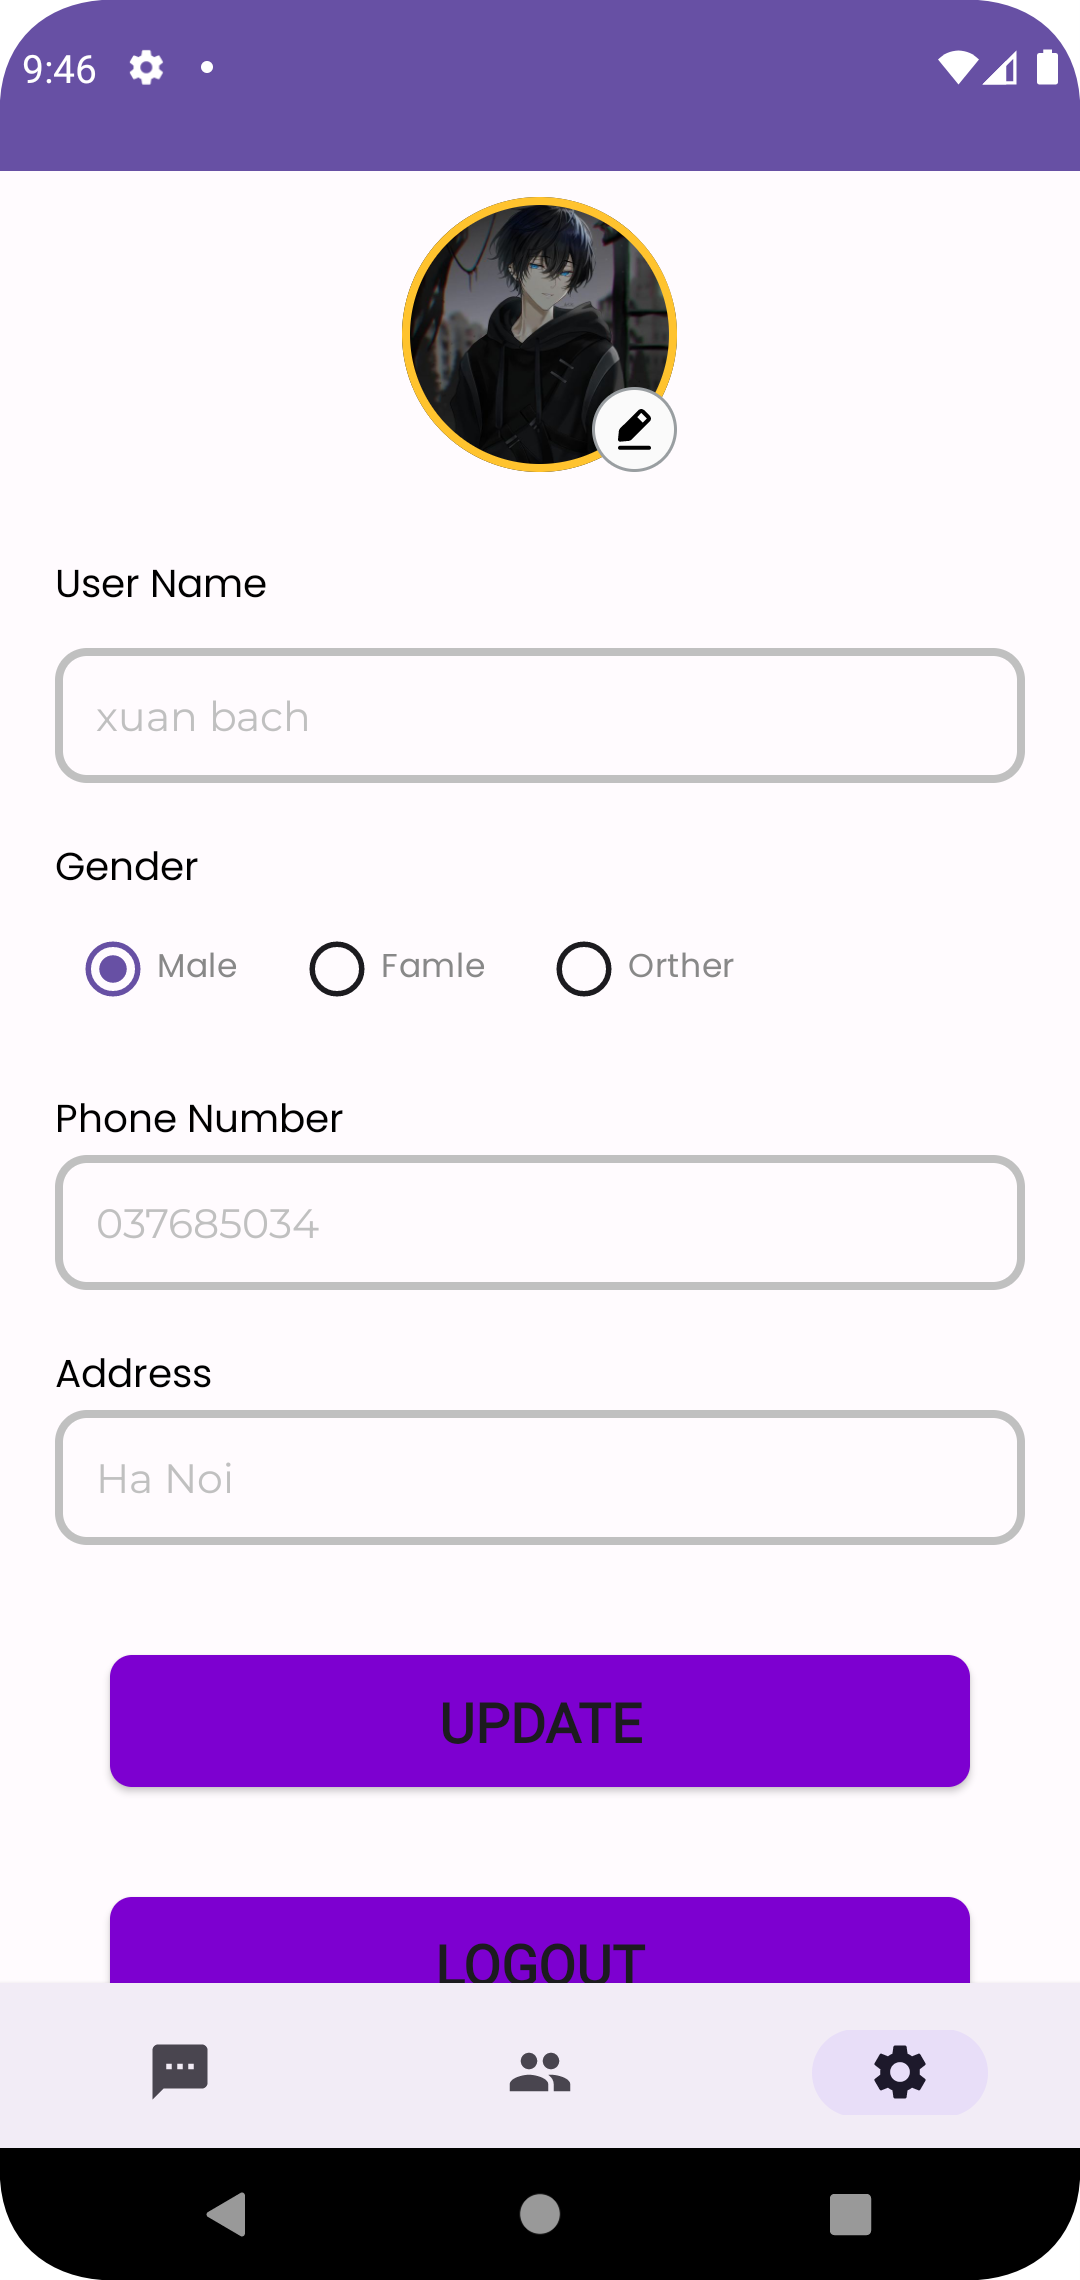 9:46
User Name
xuan bach
Gender
Male Famle Orther
Phone Number
037685034
Address
Ha Noi
UPDATE
LOGOUT